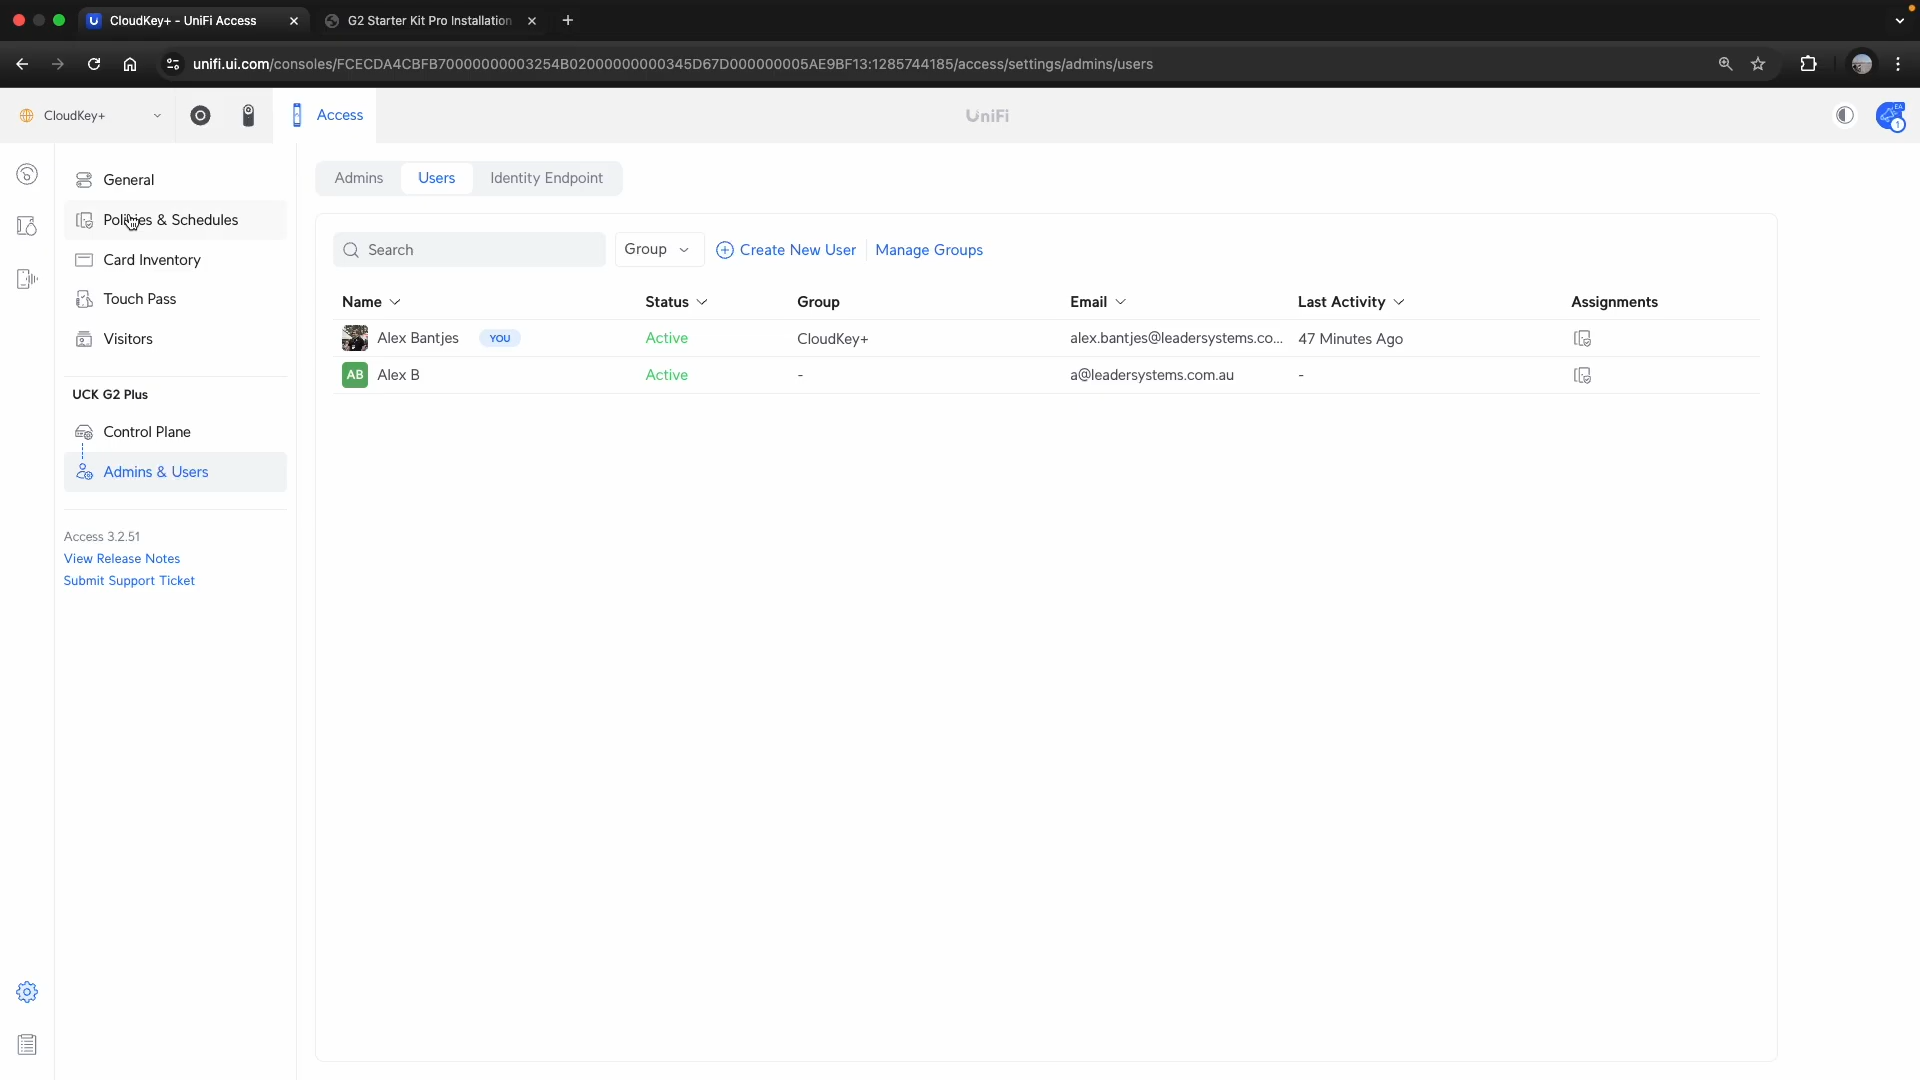 CloudKey+ - UniFi Access
G2 Starter Kit Pro Installation
unifi.ui.com/consoles/FCECDA4CBFB70000000003254B02000000000345D67D000000005AE9BF13:1285744185/access/settings/admins/users
CloudKey+
Access
UniFi
EA
1
General
Policies & Schedules
Card Inventory
Touch Pass
Visitors
UCK G2 Plus
Control Plane
Admins & Users
Access 3.2.51
View Release Notes
Submit Support Ticket
Admins Users Identity Endpoint
Search Group Create New User Manage Groups
Name Status Group Email Last Activity Assignments
Alex Bantjes YOU Active CloudKey+ alex.bantjes@leadersystems.co... 47 Minutes Ago
AB Alex B Active - a@leadersystems.com.au -